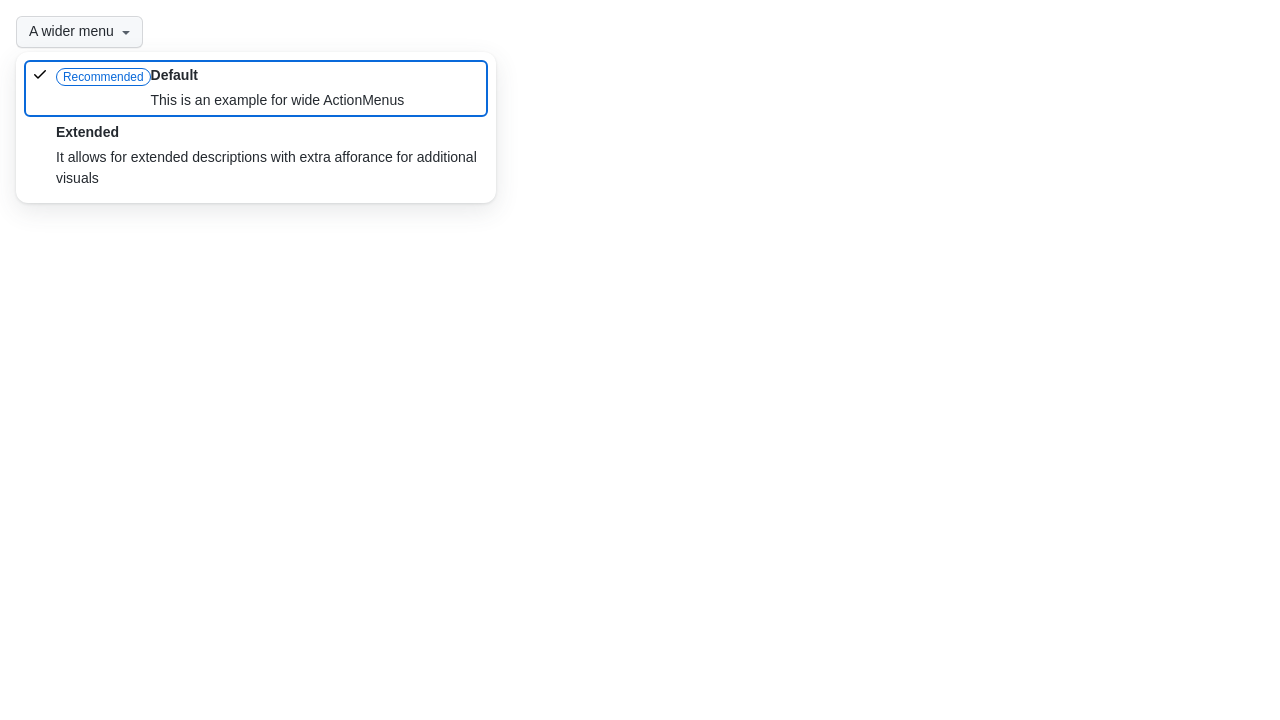 A wider menu
Recommended Default
This is an example for wide ActionMenus
Extended
It allows for extended descriptions with extra afforance for additional
visuals